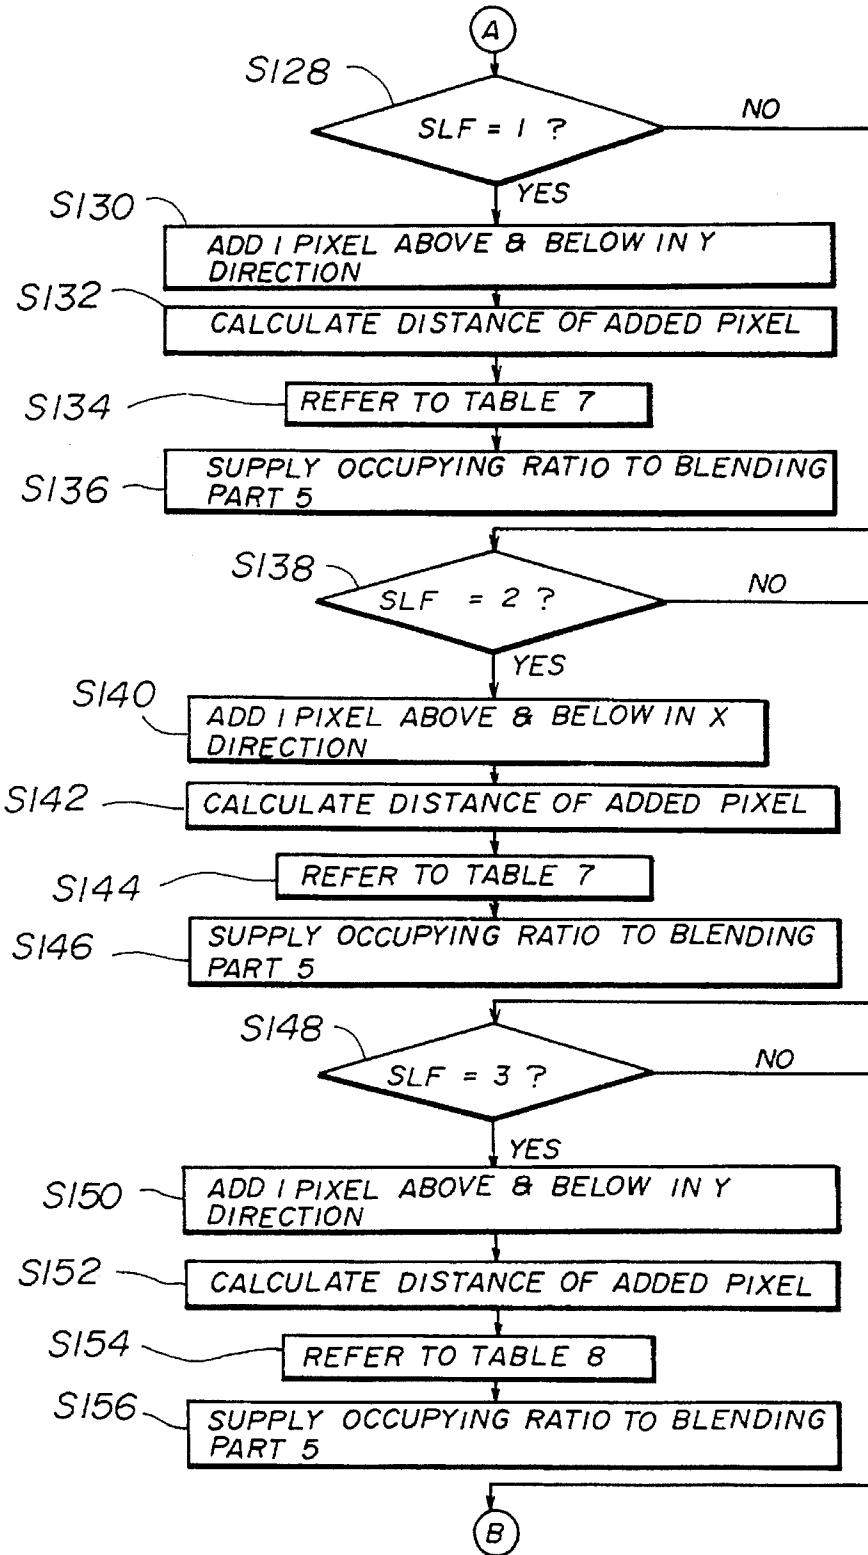 A
S128
SLF = 1 ?
NO
YES
S130
ADD 1 PIXEL ABOVE & BELOW IN Y
DIRECTION
S132
CALCULATE DISTANCE OF ADDED PIXEL
S134
REFER TO TABLE 7
S136
SUPPLY OCCUPYING RATIO TO BLENDING
PART 5
S138
SLF = 2 ?
NO
YES
S140
ADD 1 PIXEL ABOVE & BELOW IN X
DIRECTION
S142
CALCULATE DISTANCE OF ADDED PIXEL
S144
REFER TO TABLE 7
S146
SUPPLY OCCUPYING RATIO TO BLENDING
PART 5
S148
SLF = 3 ?
NO
YES
S150
ADD 1 PIXEL ABOVE & BELOW IN Y
DIRECTION
S152
CALCULATE DISTANCE OF ADDED PIXEL
S154
REFER TO TABLE 8
S156
SUPPLY OCCUPYING RATIO TO BLENDING
PART 5
B